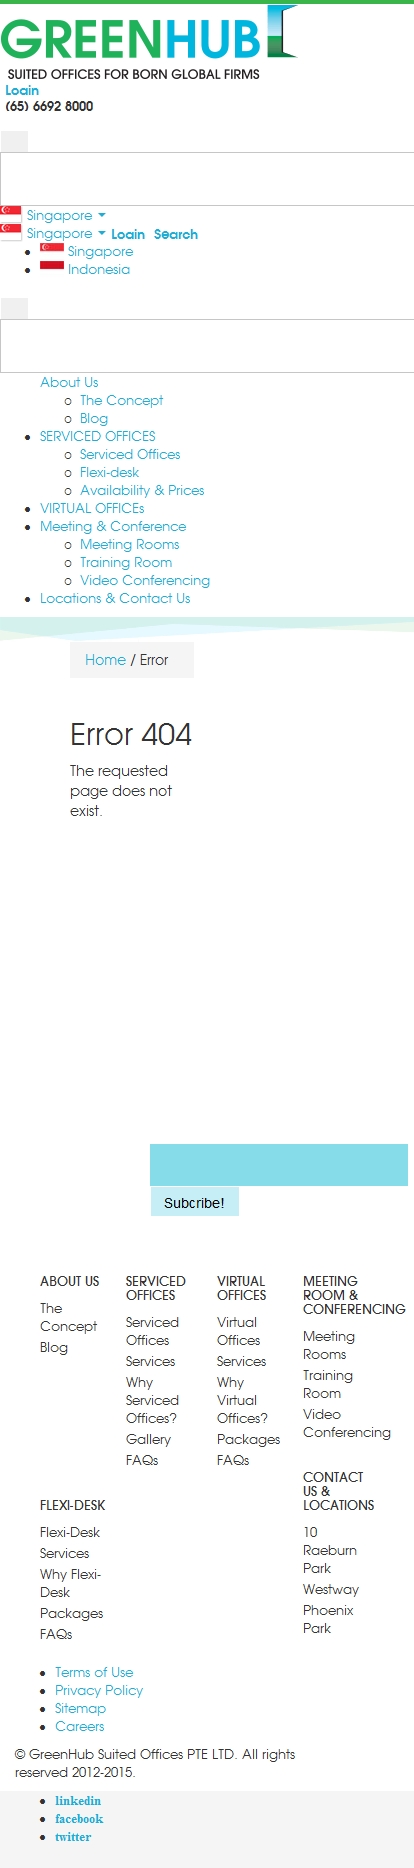 GREENHUB
SUITED OFFICES FOR BORN GLOBAL FIRMS
Login
(65) 6692 8000
Singapore
Singapore Login Search
Singapore
Indonesia
About Us
The Concept
Blog
SERVICED OFFICES
Serviced Offices
Flexi-desk
Availability & Prices
VIRTUAL OFFICEs
Meeting & Conference
Meeting Rooms
Training Room
Video Conferencing
Locations & Contact Us
Home / Error
Error 404
The requested
page does not
exist.
Subcribe!
ABOUT US
The
Concept
Blog
SERVICED
OFFICES
Serviced
Offices
Services
Why
Serviced
Offices?
Gallery
FAQs
VIRTUAL
OFFICES
Virtual
Offices
Services
Why
Virtual
Offices?
Packages
FAQs
MEETING
ROOM &
CONFERENCING
Meeting
Rooms
Training
Room
Video
Conferencing
FLEXI-DESK
Flexi-Desk
Services
Why Flexi-
Desk
Packages
FAQs
CONTACT
US &
LOCATIONS
10
Raeburn
Park
Westway
Phoenix
Park
Terms of Use
Privacy Policy
Sitemap
Careers
© GreenHub Suited Offices PTE LTD. All rights
reserved 2012-2015.
linkedin
facebook
twitter